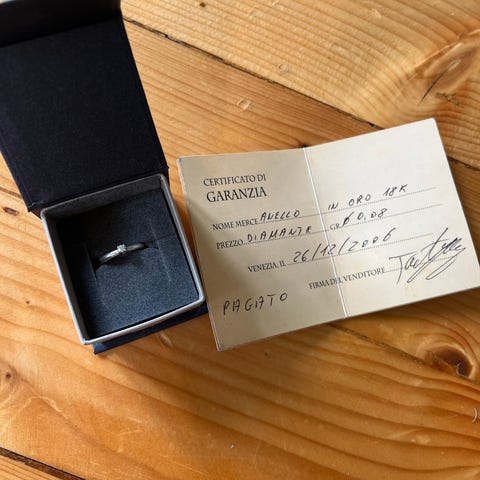 CERTIFICATO DI
GARANZIA
NOME MERCE ANELLO IN ORO 18K
PREZZO DIAMANTE GR 0,08
VENEZIA, IL 26/12/2006
FIRMA DEL VENDITORE
PAGATO